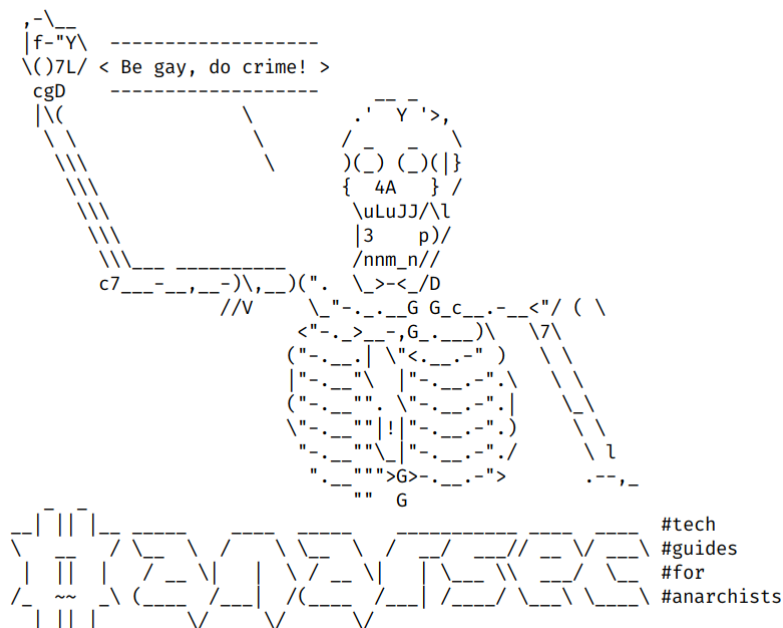 < Be gay, do crime! >
#anarsec
#tech
#guides
#for
#anarchists